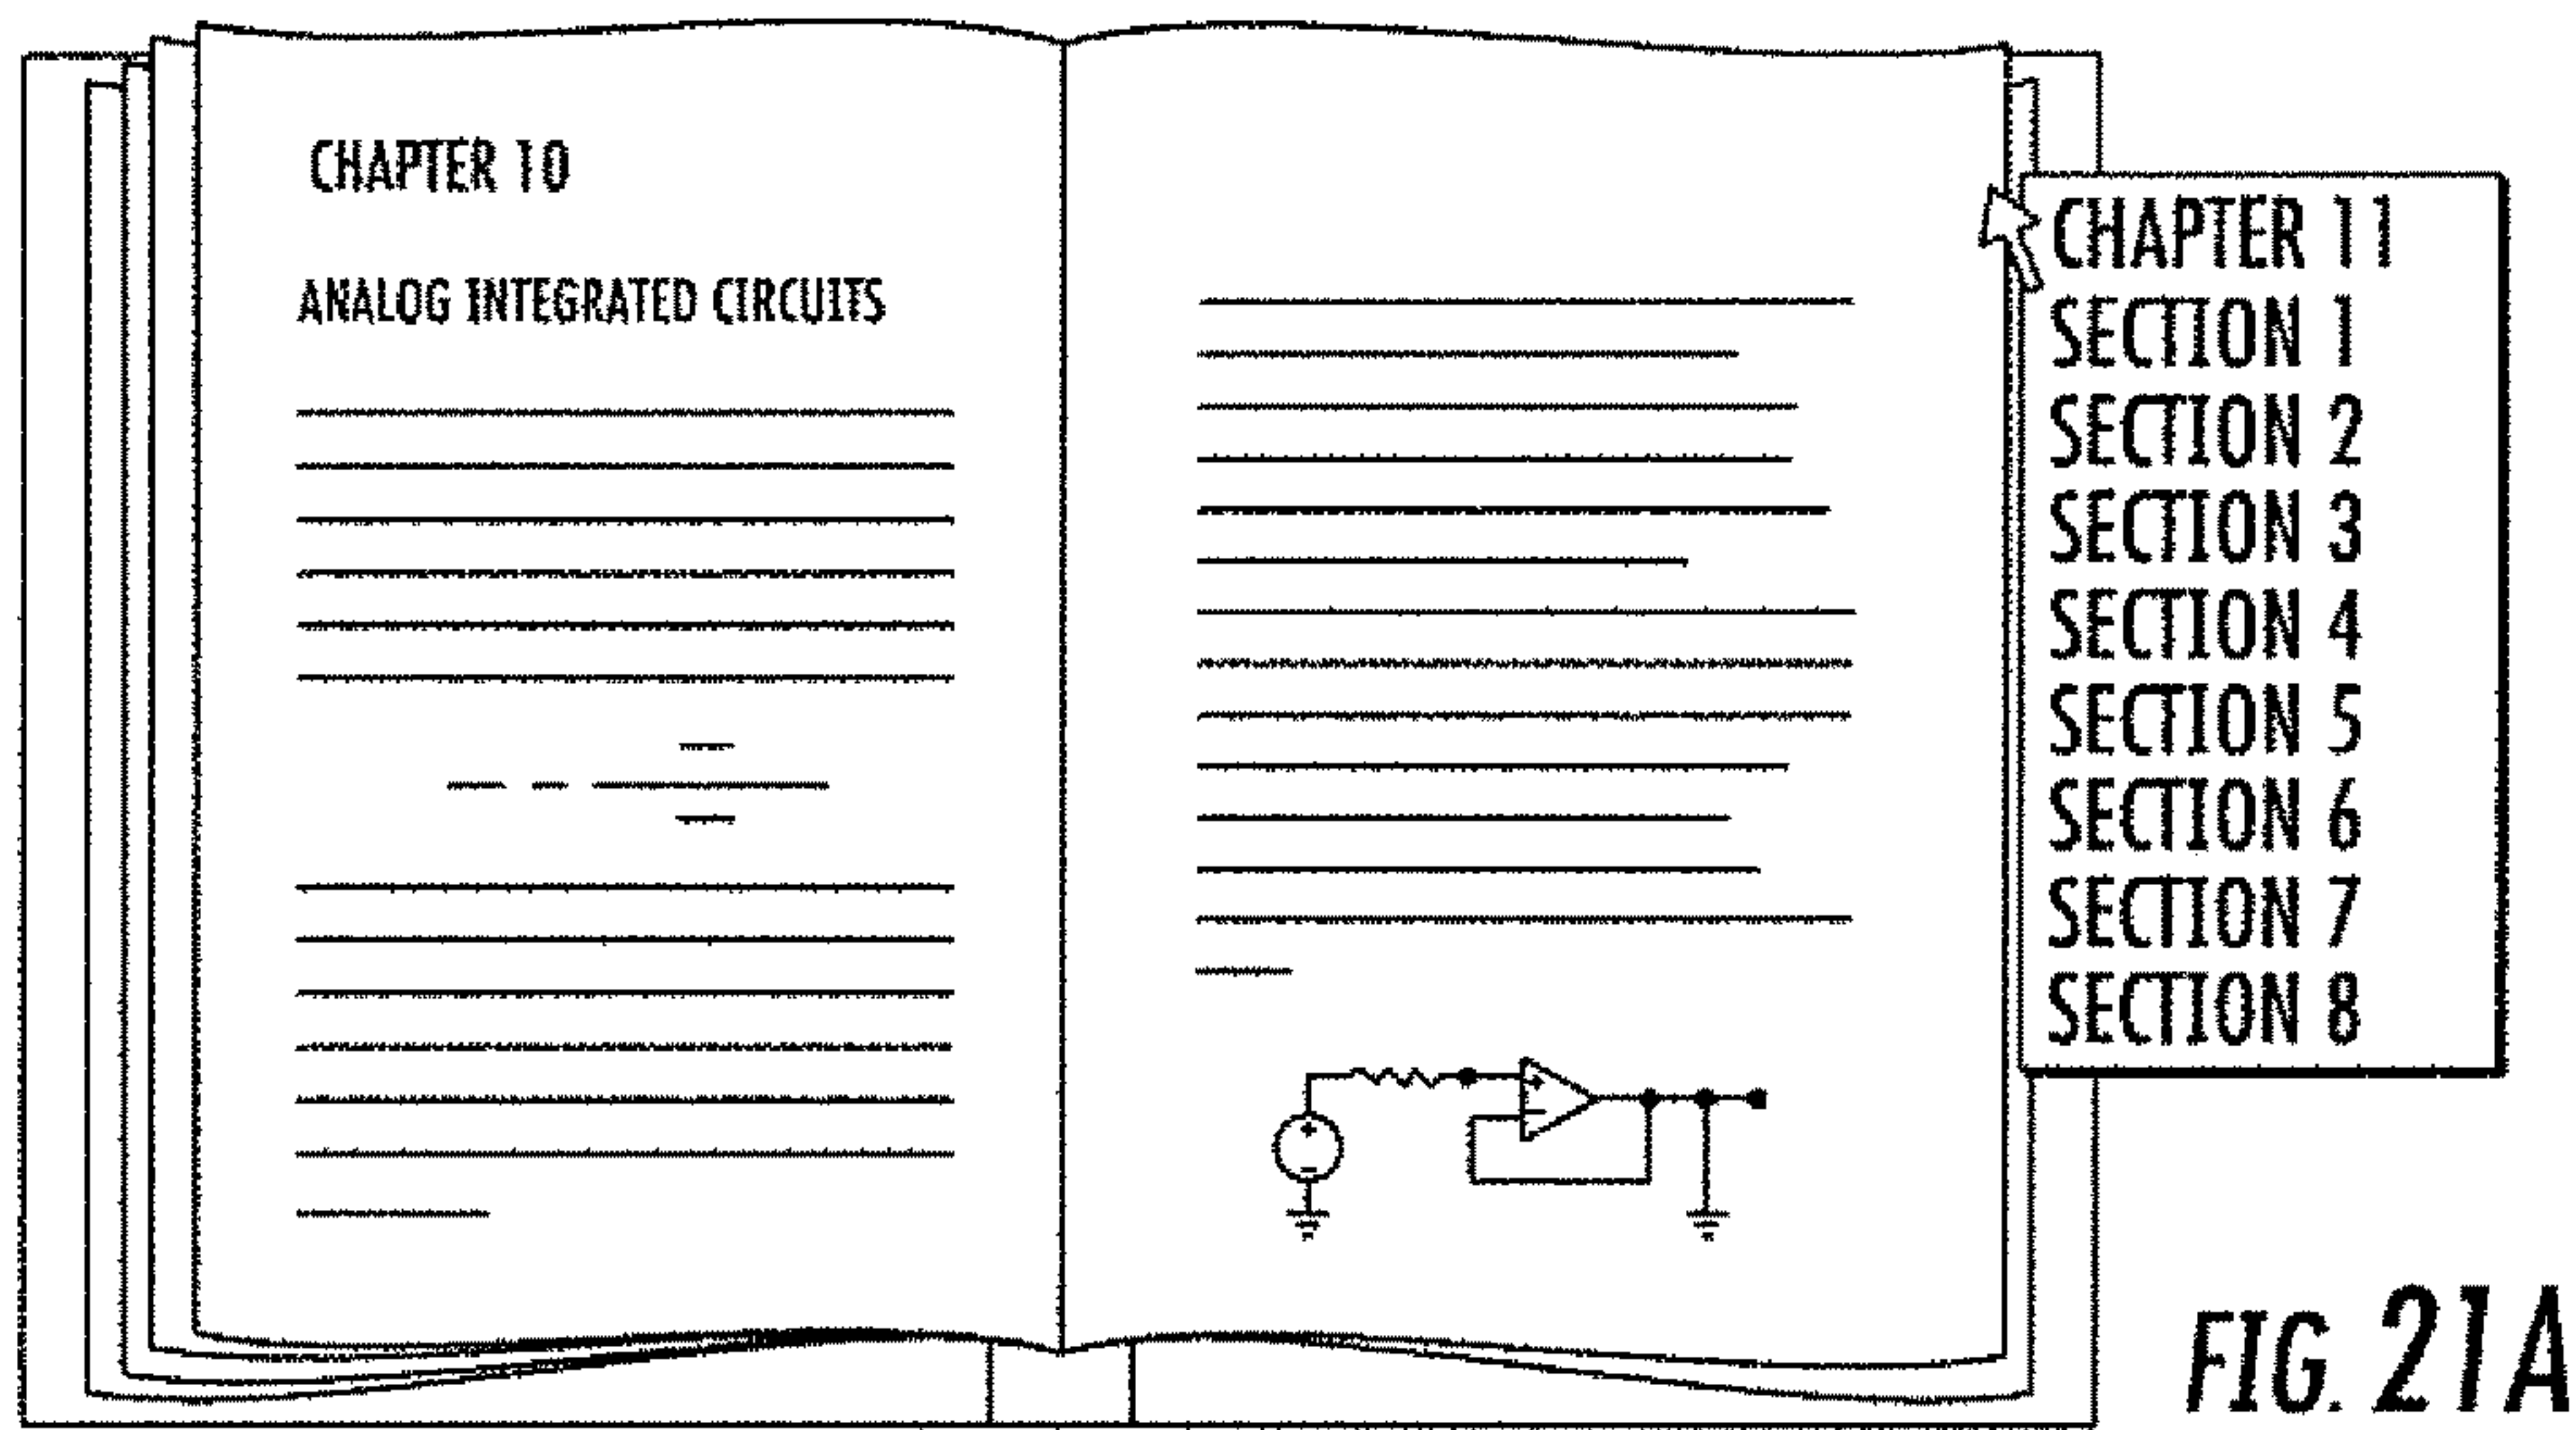 CHAPTER 10
ANALOG INTEGRATED CIRCUITS
CHAPTER 11
SECTION 1
SECTION 2
SECTION 3
SECTION 4
SECTION 5
SECTION 6
SECTION 7
SECTION 8
FIG. 21A